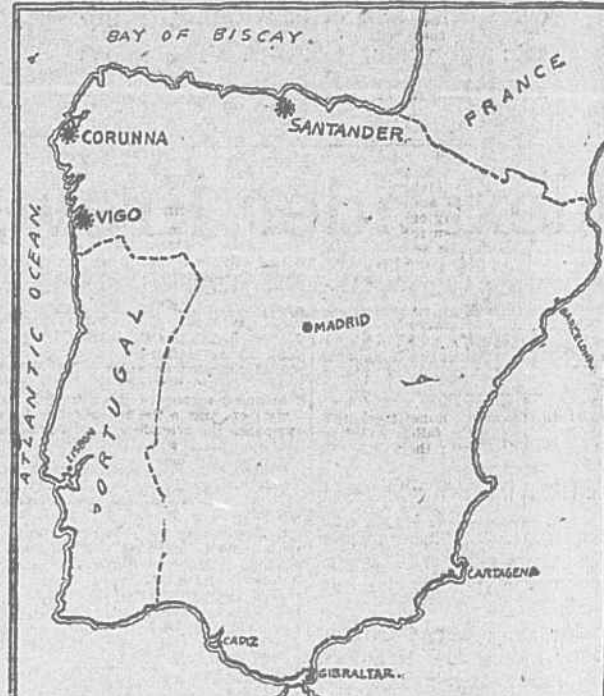 BAY OF BISCAY.
FRANCE
SANTANDER.
CORUNNA
VIGO
ATLANTIC OCEAN.
MADRID
BARCELONA.
PORTUGAL
LISBON
CARTAGENA
CADIZ
GIBRALTAR.